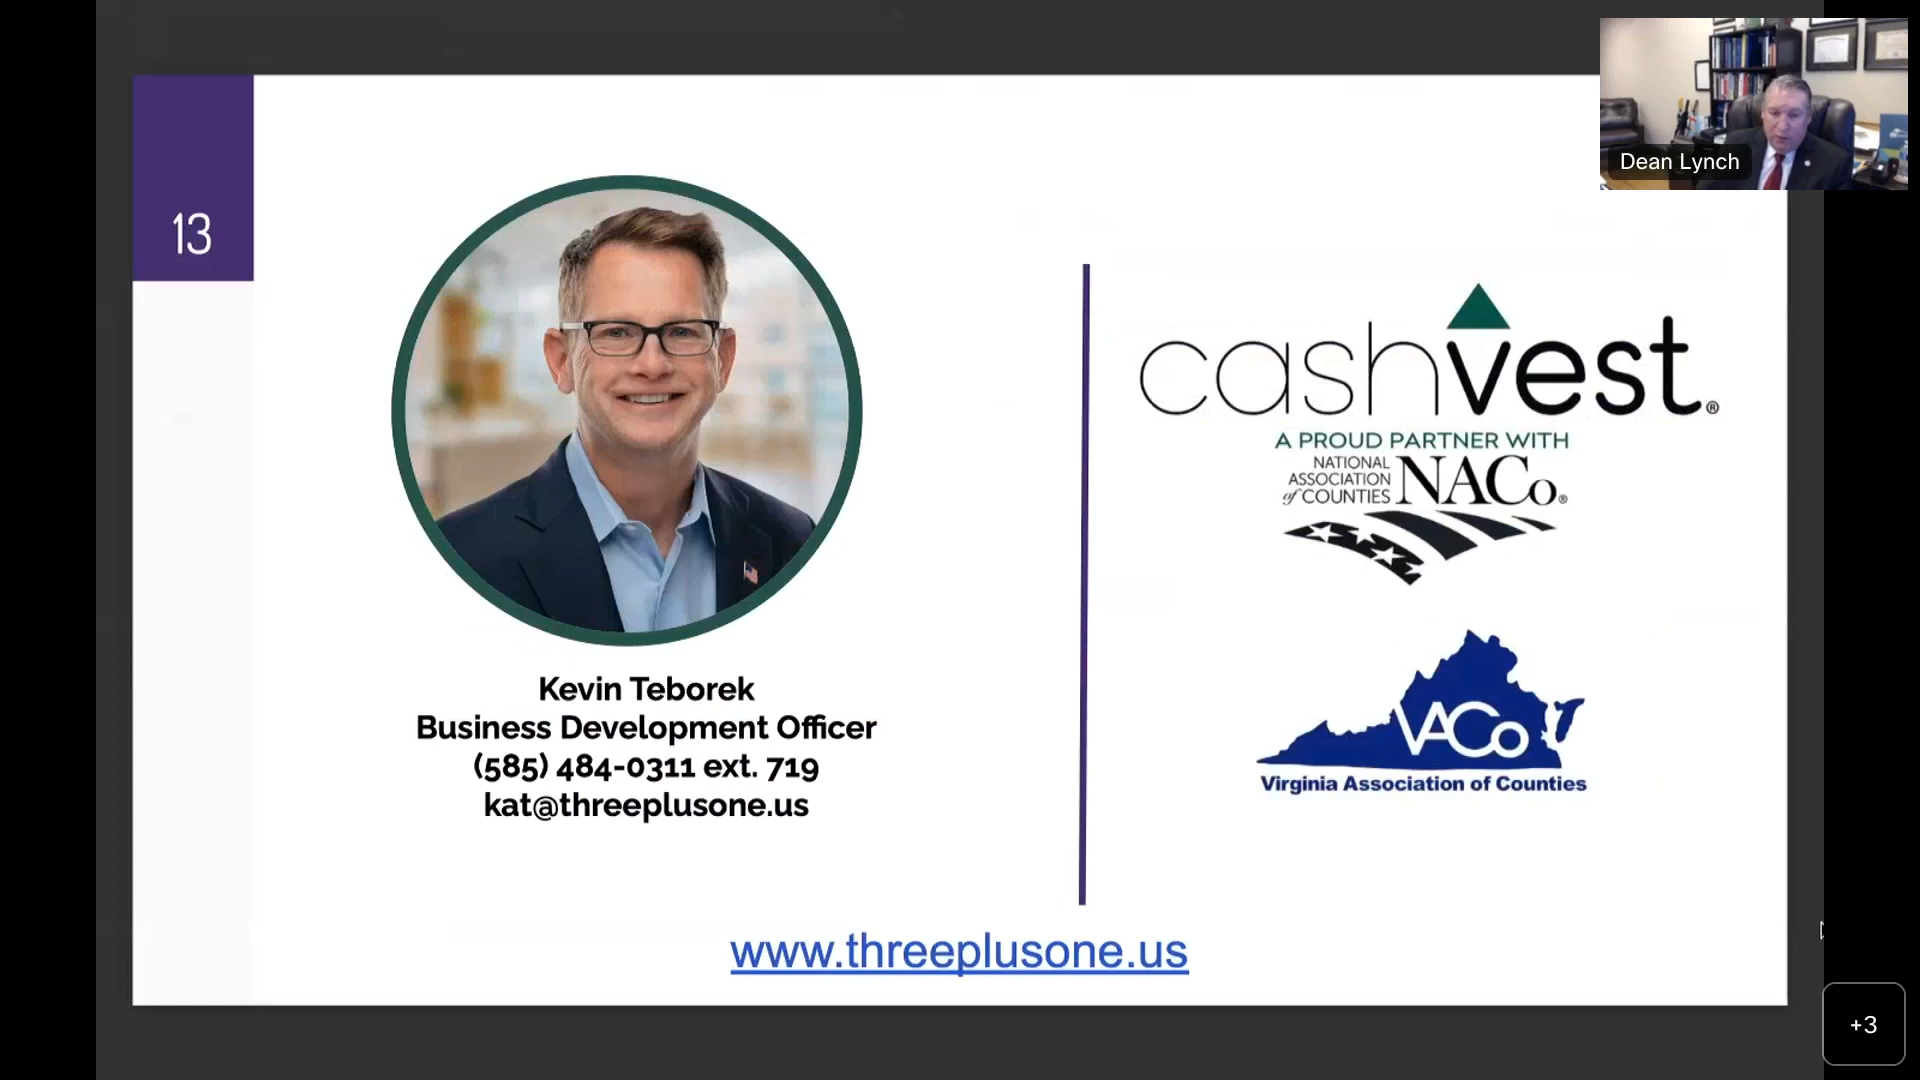 Dean Lynch
13
cashvest®
A PROUD PARTNER WITH
NATIONAL
ASSOCIATION
of COUNTIES
NACo®
VACo
Virginia Association of Counties
Kevin Teborek
Business Development Officer
(585) 484-0311 ext. 719
kat@threeplusone.us
www.threeplusone.us
+3